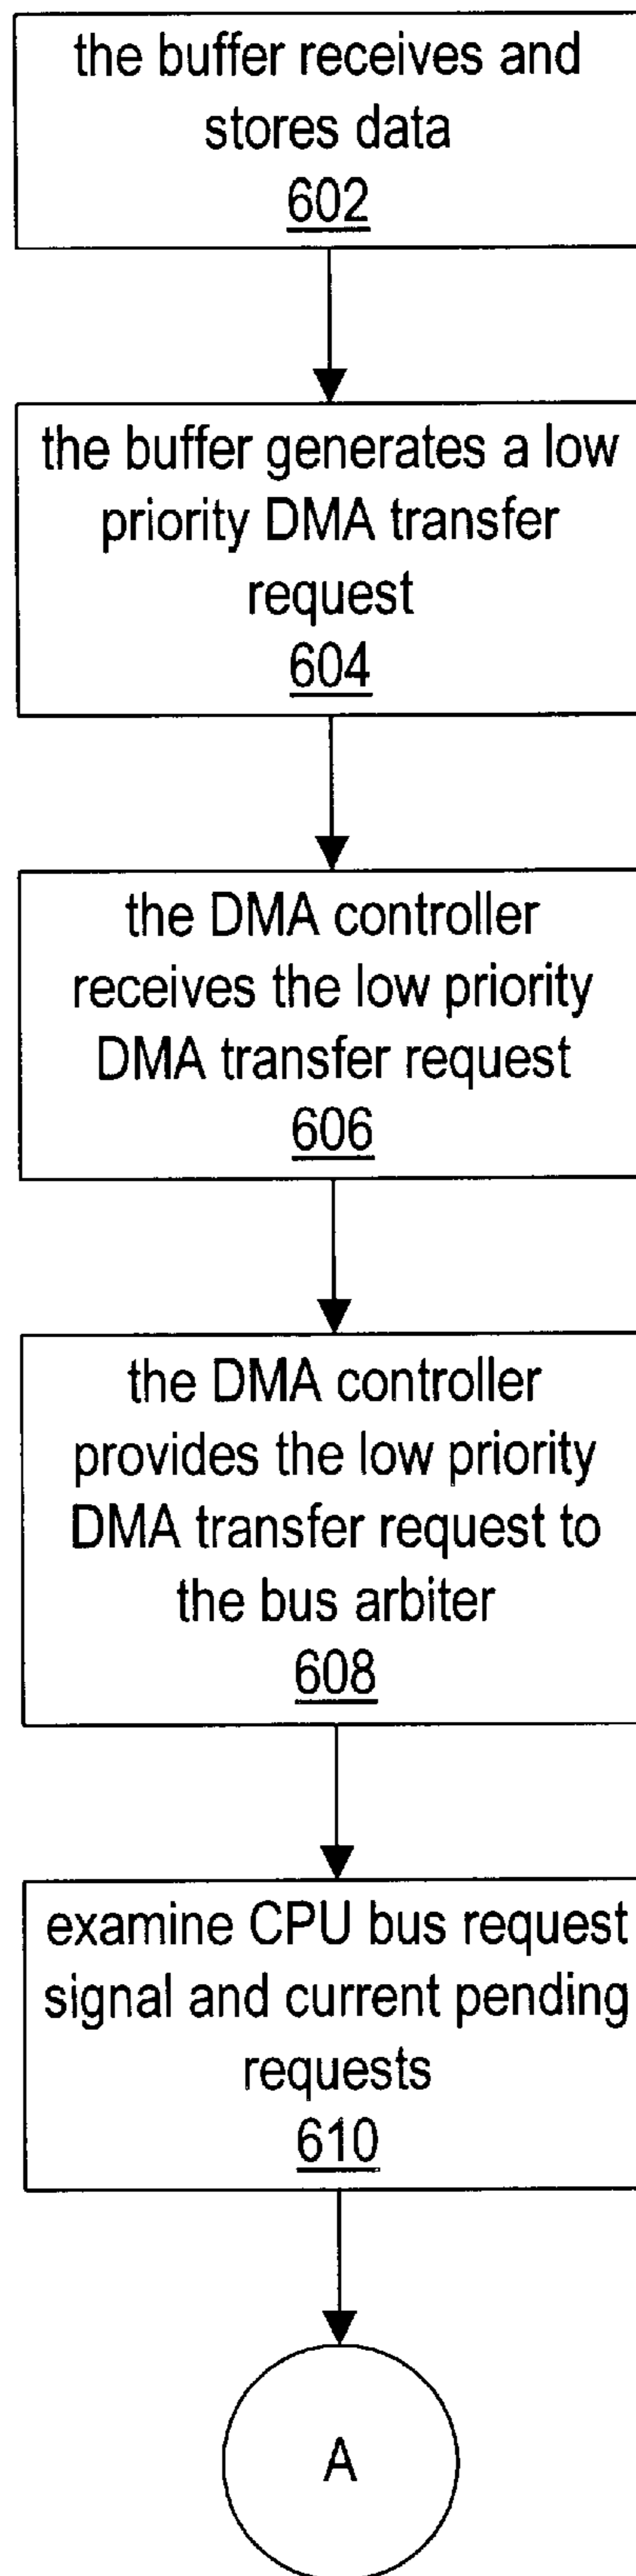 the buffer receives and
stores data
602
the buffer generates a low
priority DMA transfer
request
604
the DMA controller
receives the low priority
DMA transfer request
606
the DMA controller
provides the low priority
DMA transfer request to
the bus arbiter
608
examine CPU bus request
signal and current pending
requests
610
A